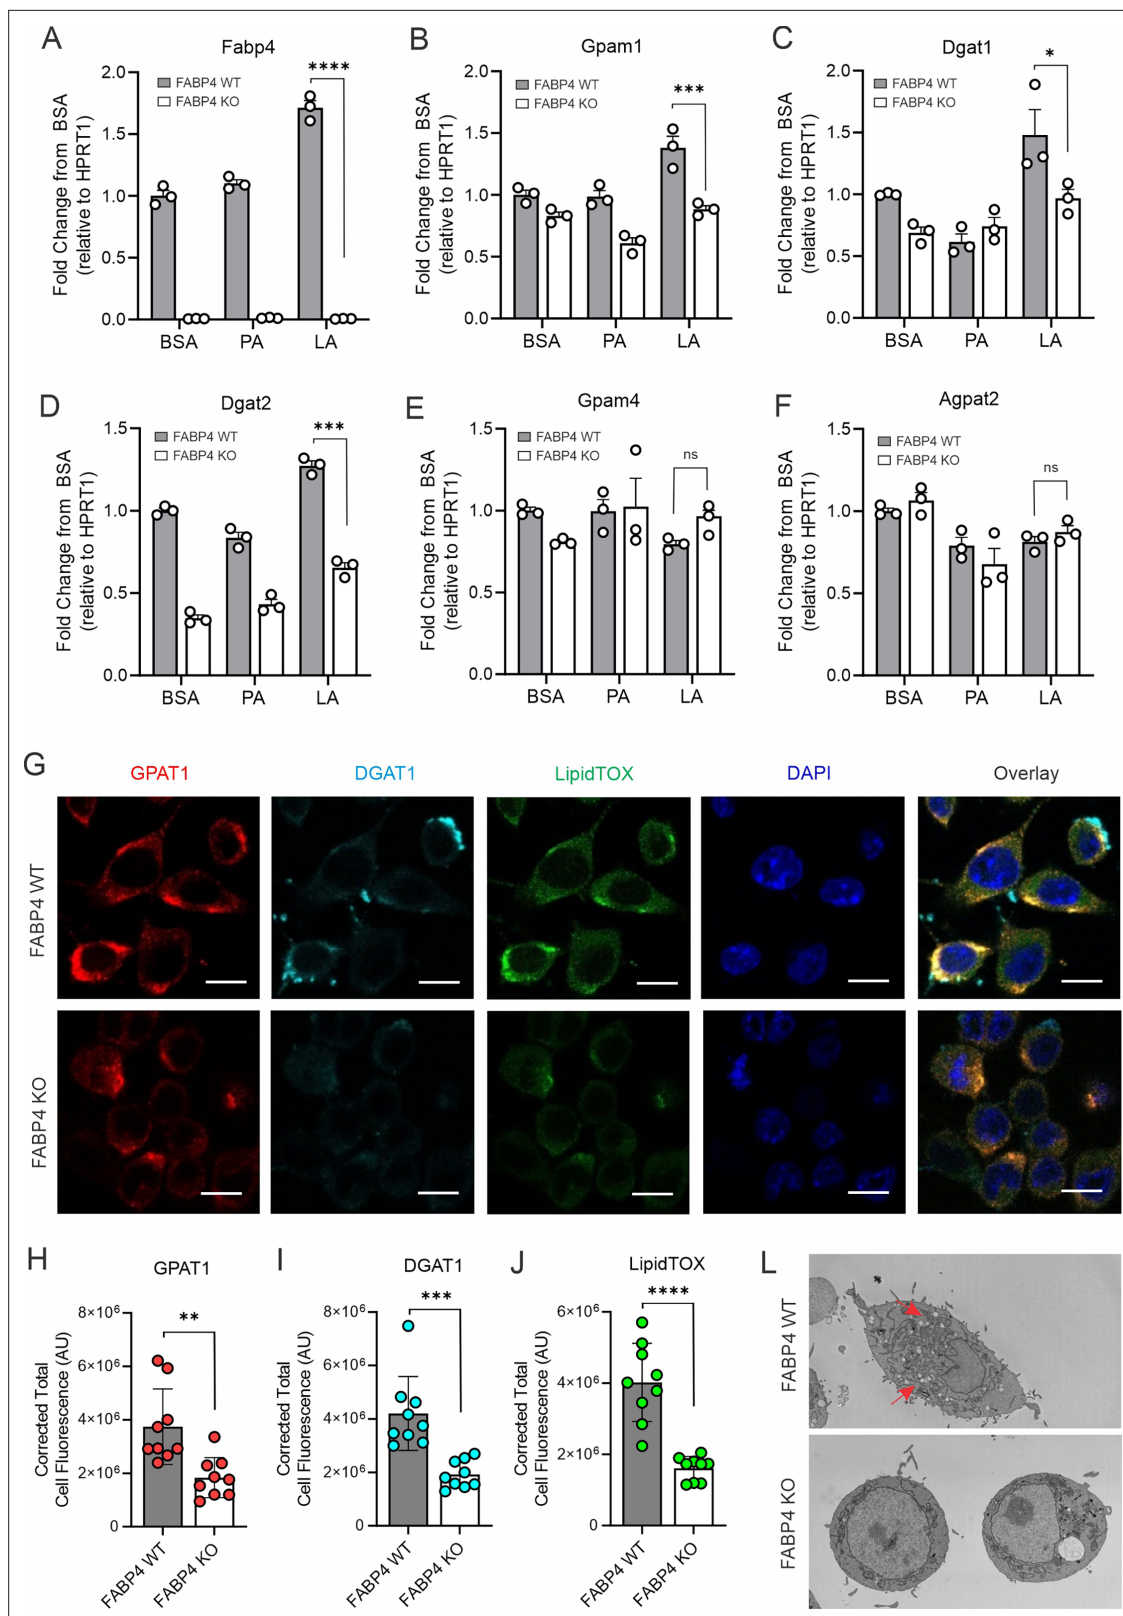 A
Fabp4
FABP4 WT
FABP4 KO
****
Fold Change from BSA
(relative to HPRT1)
2.0
1.5
1.0
0.5
0.0
BSA PA LA
B
Gpam1
FABP4 WT
FABP4 KO
***
Fold Change from BSA
(relative to HPRT1)
2.0
1.5
1.0
0.5
0.0
BSA PA LA
C
Dgat1
FABP4 WT
FABP4 KO
*
Fold Change from BSA
(relative to HPRT1)
2.0
1.5
1.0
0.5
0.0
BSA PA LA
D
Dgat2
FABP4 WT
FABP4 KO
***
Fold Change from BSA
(relative to HPRT1)
1.5
1.0
0.5
0.0
BSA PA LA
E
Gpam4
FABP4 WT
FABP4 KO
ns
Fold Change from BSA
(relative to HPRT1)
1.5
1.0
0.5
0.0
BSA PA LA
F
Agpat2
FABP4 WT
FABP4 KO
ns
Fold Change from BSA
(relative to HPRT1)
1.5
1.0
0.5
0.0
BSA PA LA
G
GPAT1 DGAT1 LipidTOX DAPI Overlay
FABP4 WT
FABP4 KO
H
GPAT1
**
Corrected Total
Cell Fluorescence (AU)
8×10⁶
6×10⁶
4×10⁶
2×10⁶
0
FABP4 WT
FABP4 KO
I
DGAT1
***
Corrected Total
Cell Fluorescence (AU)
8×10⁶
6×10⁶
4×10⁶
2×10⁶
0
FABP4 WT
FABP4 KO
J
LipidTOX
****
Corrected Total
Cell Fluorescence (AU)
6×10⁶
4×10⁶
2×10⁶
0
FABP4 WT
FABP4 KO
L
FABP4 WT
FABP4 KO